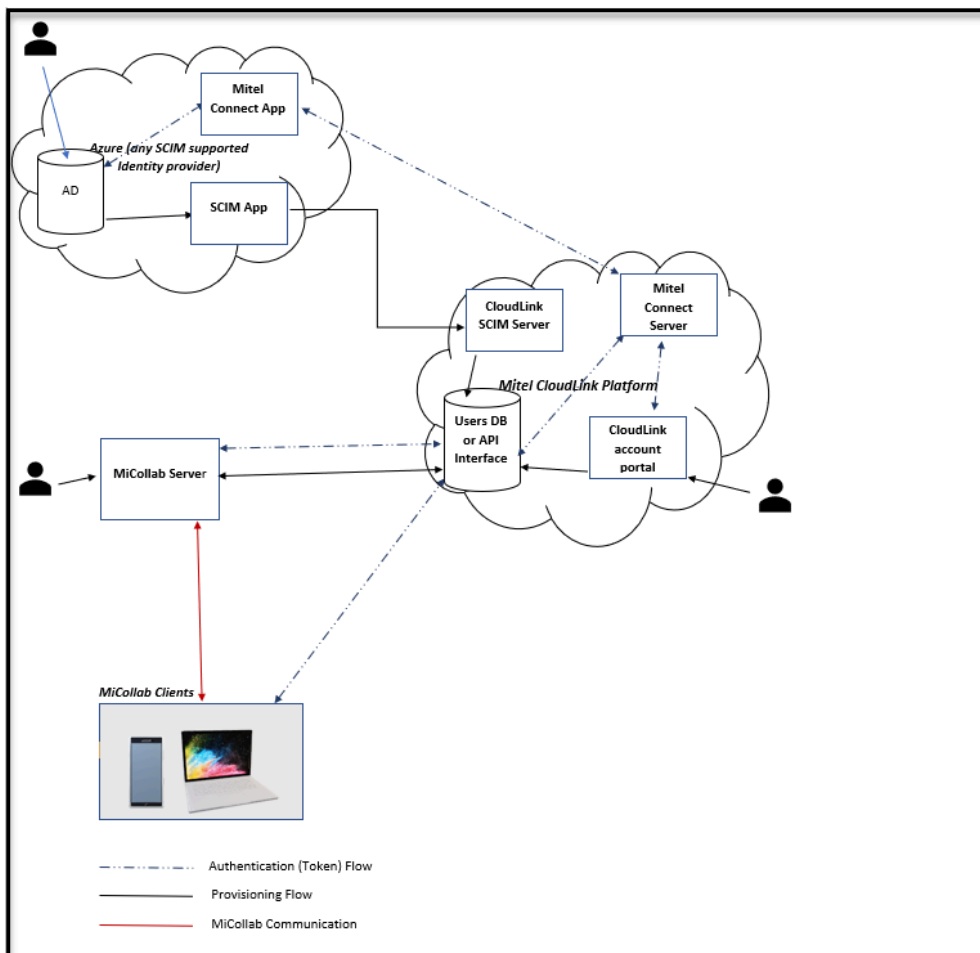 Mitel
Connect App
Azure (any SCIM supported
Identity provider)
AD
SCIM App
CloudLink
SCIM Server
Mitel
Connect
Server
Mitel CloudLink Platform
Users DB
or API
Interface
CloudLink
account
portal
MiCollab Server
MiCollab Clients
Authentication (Token) Flow
Provisioning Flow
MiCollab Communication